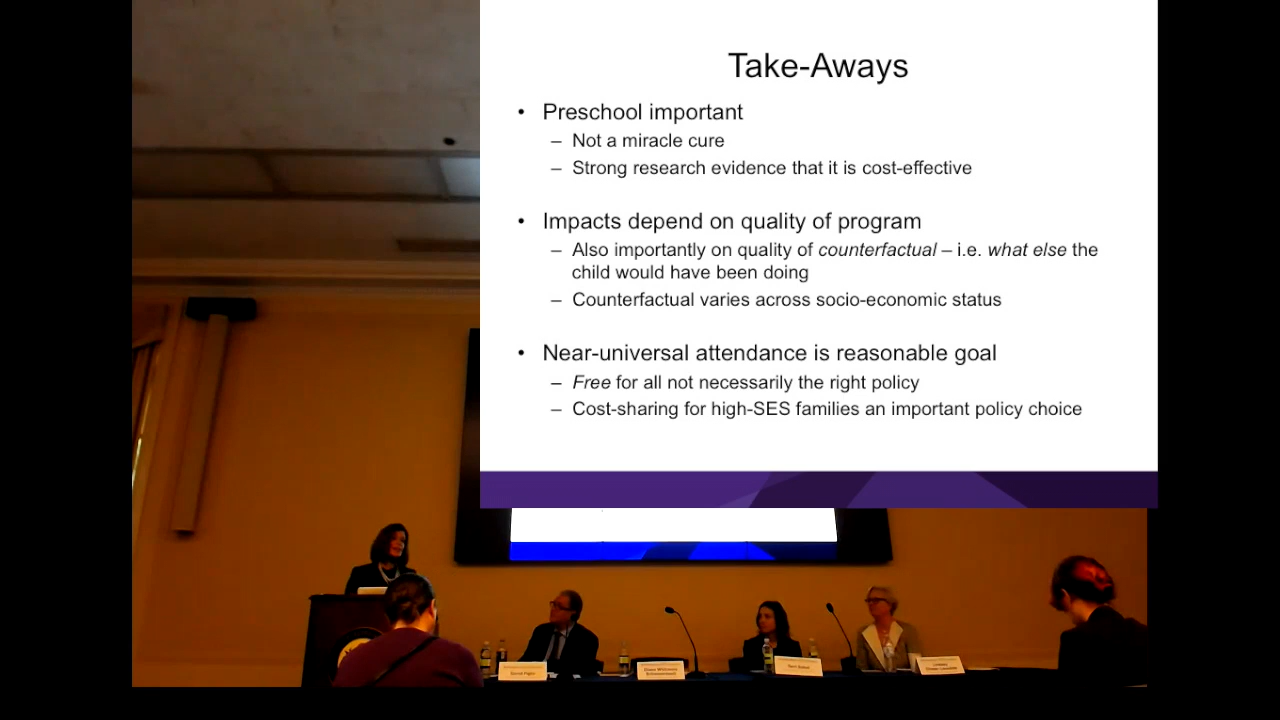 Take-Aways
• Preschool important
– Not a miracle cure
– Strong research evidence that it is cost-effective
• Impacts depend on quality of program
– Also importantly on quality of counterfactual – i.e. what else the
child would have been doing
– Counterfactual varies across socio-economic status
• Near-universal attendance is reasonable goal
– Free for all not necessarily the right policy
– Cost-sharing for high-SES families an important policy choice